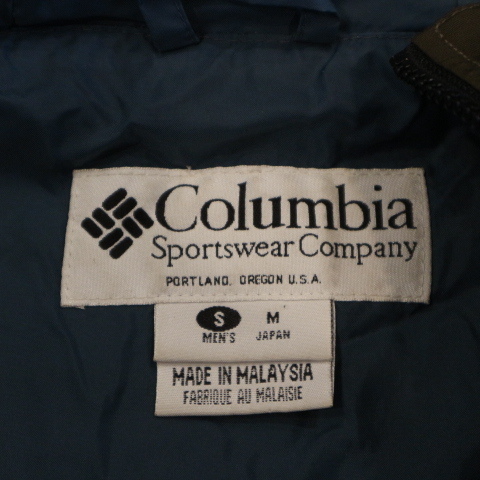 Columbia
Sportswear Company
PORTLAND, OREGON U.S.A.
S M
MEN'S JAPAN
MADE IN MALAYSIA
FABRIQUE AU MALAISIE